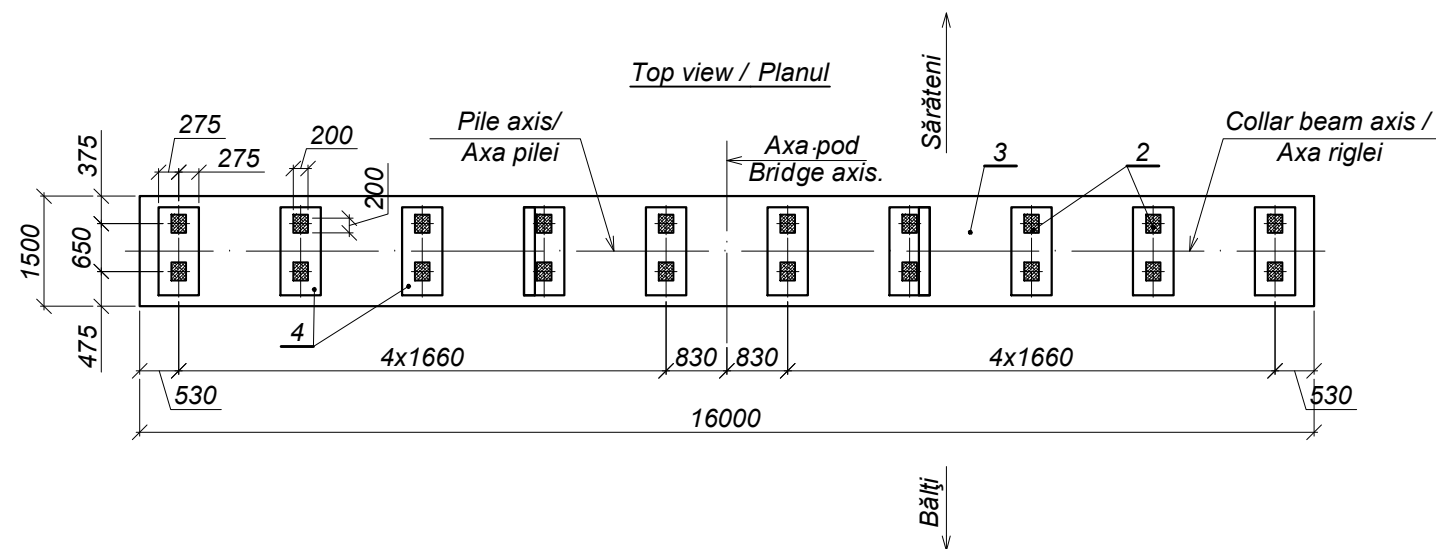 Top view / Planul
Sărăteni
275
275
200
200
Pile axis/
Axa pilei
Axa pod
Bridge axis.
3
2
Collar beam axis /
Axa riglei
375
1500
650
475
4
4x1660
830
830
4x1660
530
530
16000
Bălţi